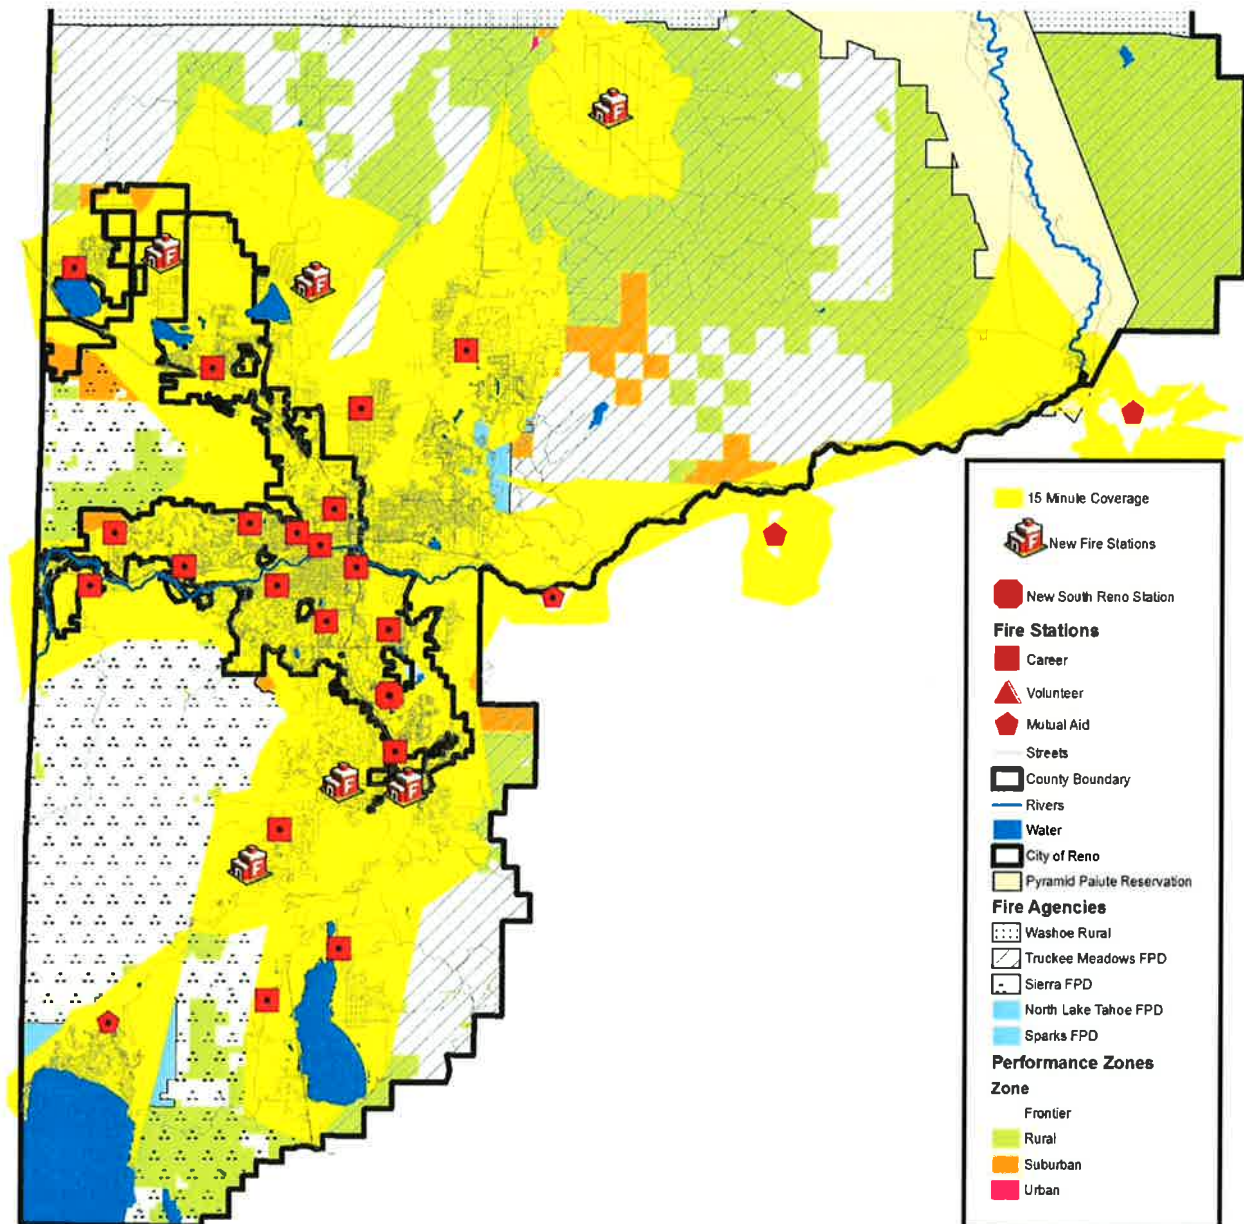 15 Minute Coverage
New Fire Stations
New South Reno Station
Fire Stations
Career
Volunteer
Mutual Aid
Streets
County Boundary
Rivers
Water
City of Reno
Pyramid Paiute Reservation
Fire Agencies
Washoe Rural
Truckee Meadows FPD
Sierra FPD
North Lake Tahoe FPD
Sparks FPD
Performance Zones
Zone
Frontier
Rural
Suburban
Urban